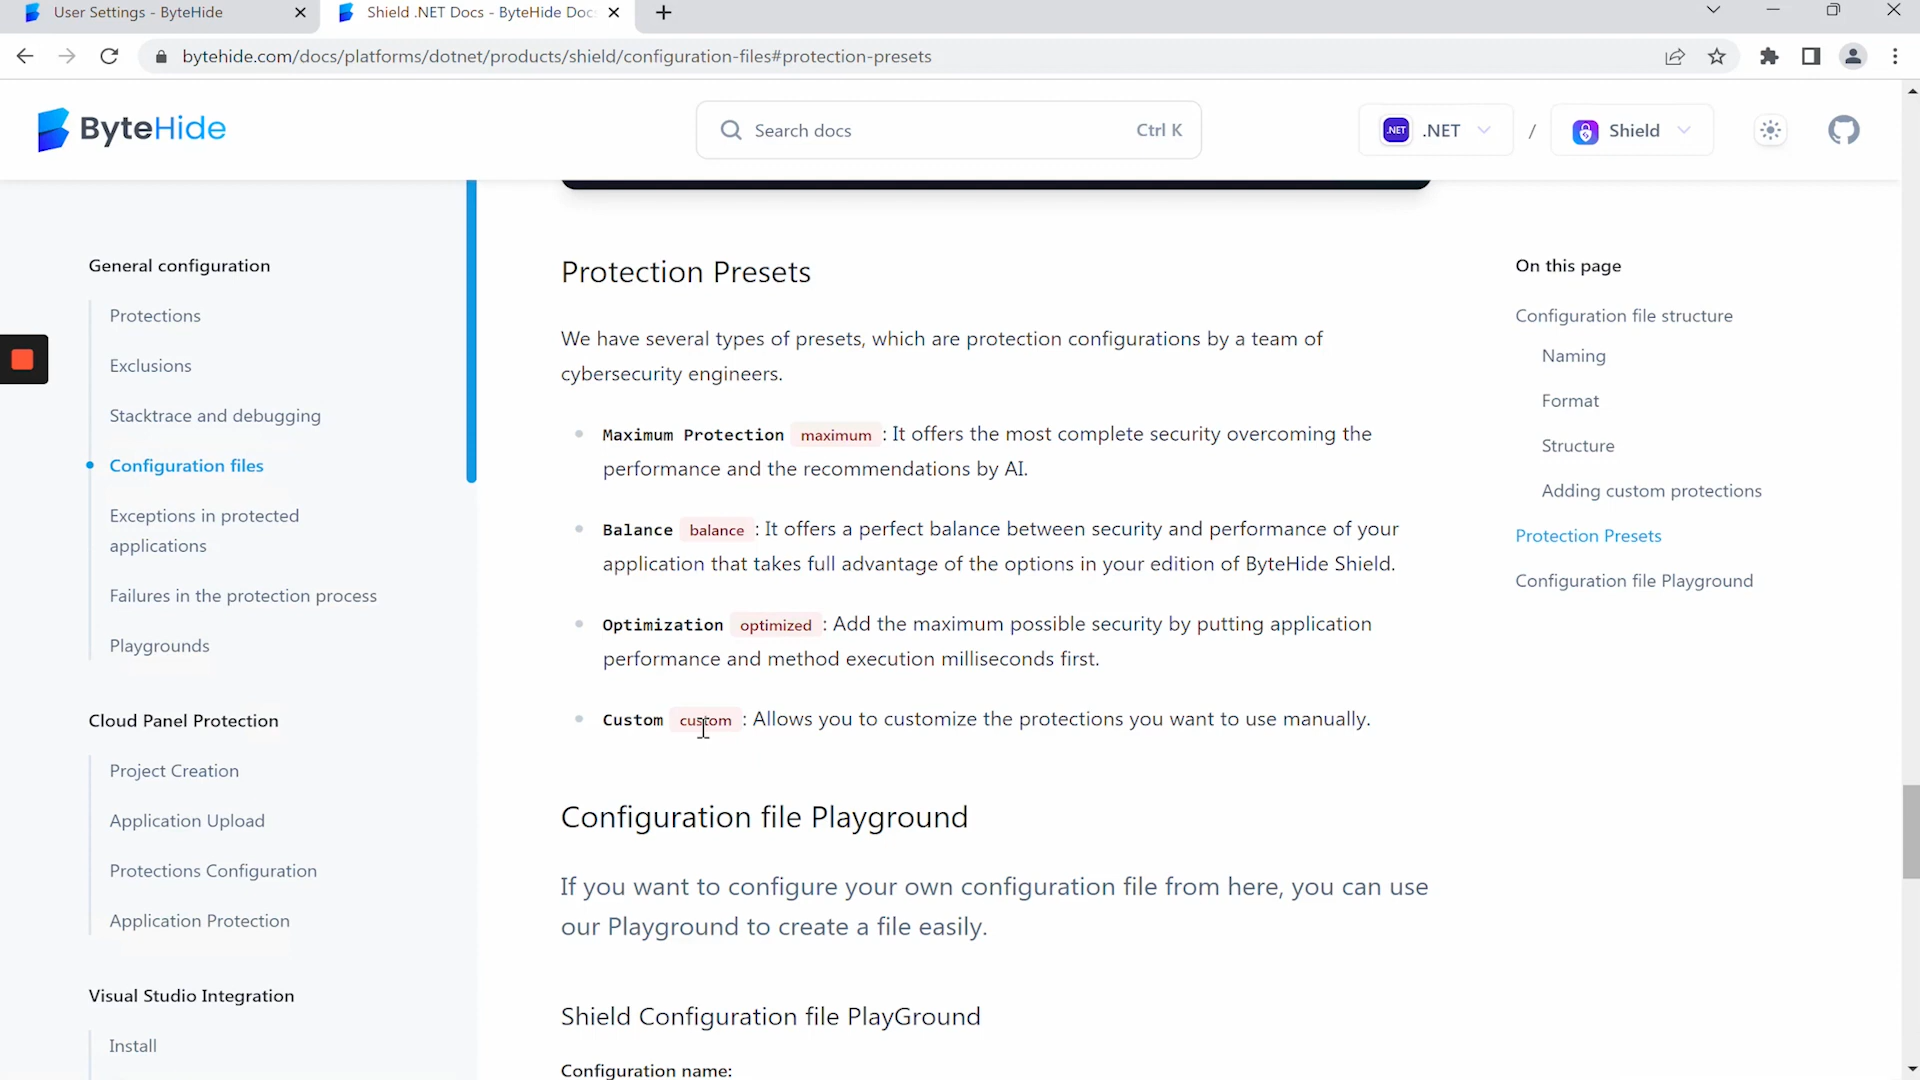 User Settings - ByteHide
Shield .NET Docs - ByteHide Doc
bytehide.com/docs/platforms/dotnet/products/shield/configuration-files#protection-presets
ByteHide
Search docs
Ctrl K
.NET
.NET
/
Shield
General configuration
Protections
Exclusions
Stacktrace and debugging
Configuration files
Exceptions in protected
applications
Failures in the protection process
Playgrounds
Cloud Panel Protection
Project Creation
Application Upload
Protections Configuration
Application Protection
Visual Studio Integration
Install
Protection Presets
We have several types of presets, which are protection configurations by a team of
cybersecurity engineers.
Maximum Protection maximum : It offers the most complete security overcoming the
performance and the recommendations by AI.
Balance balance : It offers a perfect balance between security and performance of your
application that takes full advantage of the options in your edition of ByteHide Shield.
Optimization optimized : Add the maximum possible security by putting application
performance and method execution milliseconds first.
Custom custom : Allows you to customize the protections you want to use manually.
Configuration file Playground
If you want to configure your own configuration file from here, you can use
our Playground to create a file easily.
Shield Configuration file PlayGround
Configuration name:
On this page
Configuration file structure
Naming
Format
Structure
Adding custom protections
Protection Presets
Configuration file Playground